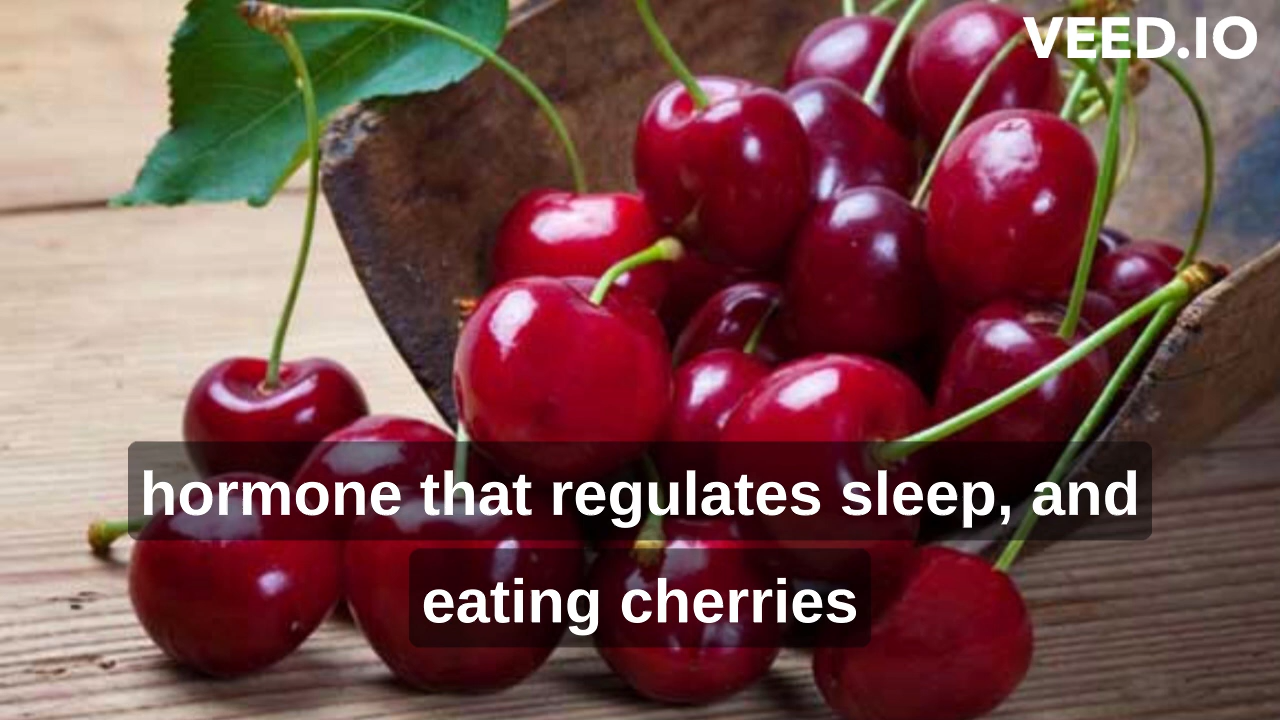 VEED.IO
hormone that regulates sleep, and
eating cherries